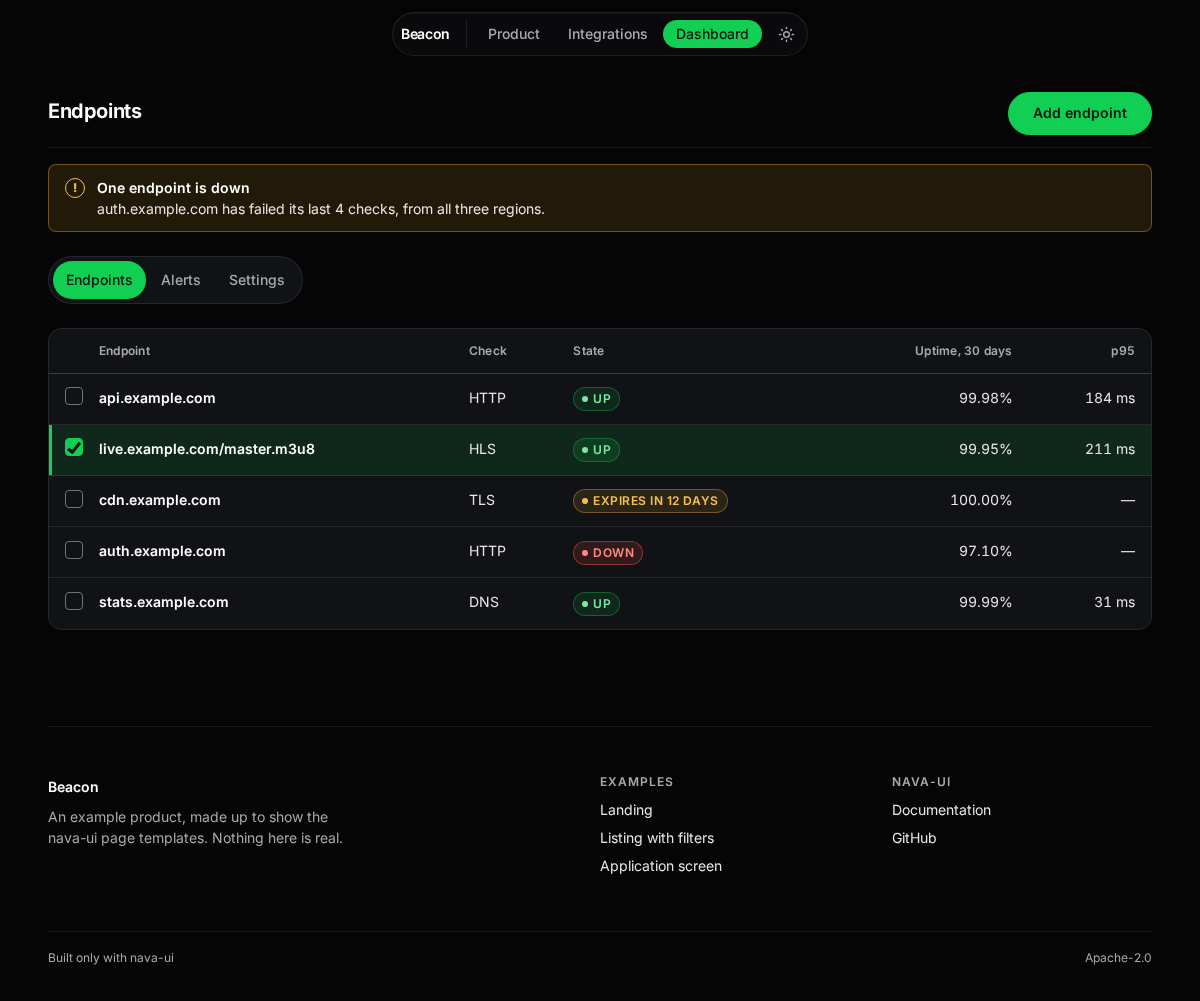 Beacon Product Integrations Dashboard
Endpoints
Add endpoint
! One endpoint is down
auth.example.com has failed its last 4 checks, from all three regions.
Endpoints Alerts Settings
Endpoint Check State Uptime, 30 days p95
api.example.com HTTP UP 99.98% 184 ms
live.example.com/master.m3u8 HLS UP 99.95% 211 ms
cdn.example.com TLS EXPIRES IN 12 DAYS 100.00% —
auth.example.com HTTP DOWN 97.10% —
stats.example.com DNS UP 99.99% 31 ms
Beacon
An example product, made up to show the
nava-ui page templates. Nothing here is real.
EXAMPLES
Landing
Listing with filters
Application screen
NAVA-UI
Documentation
GitHub
Built only with nava-ui
Apache-2.0